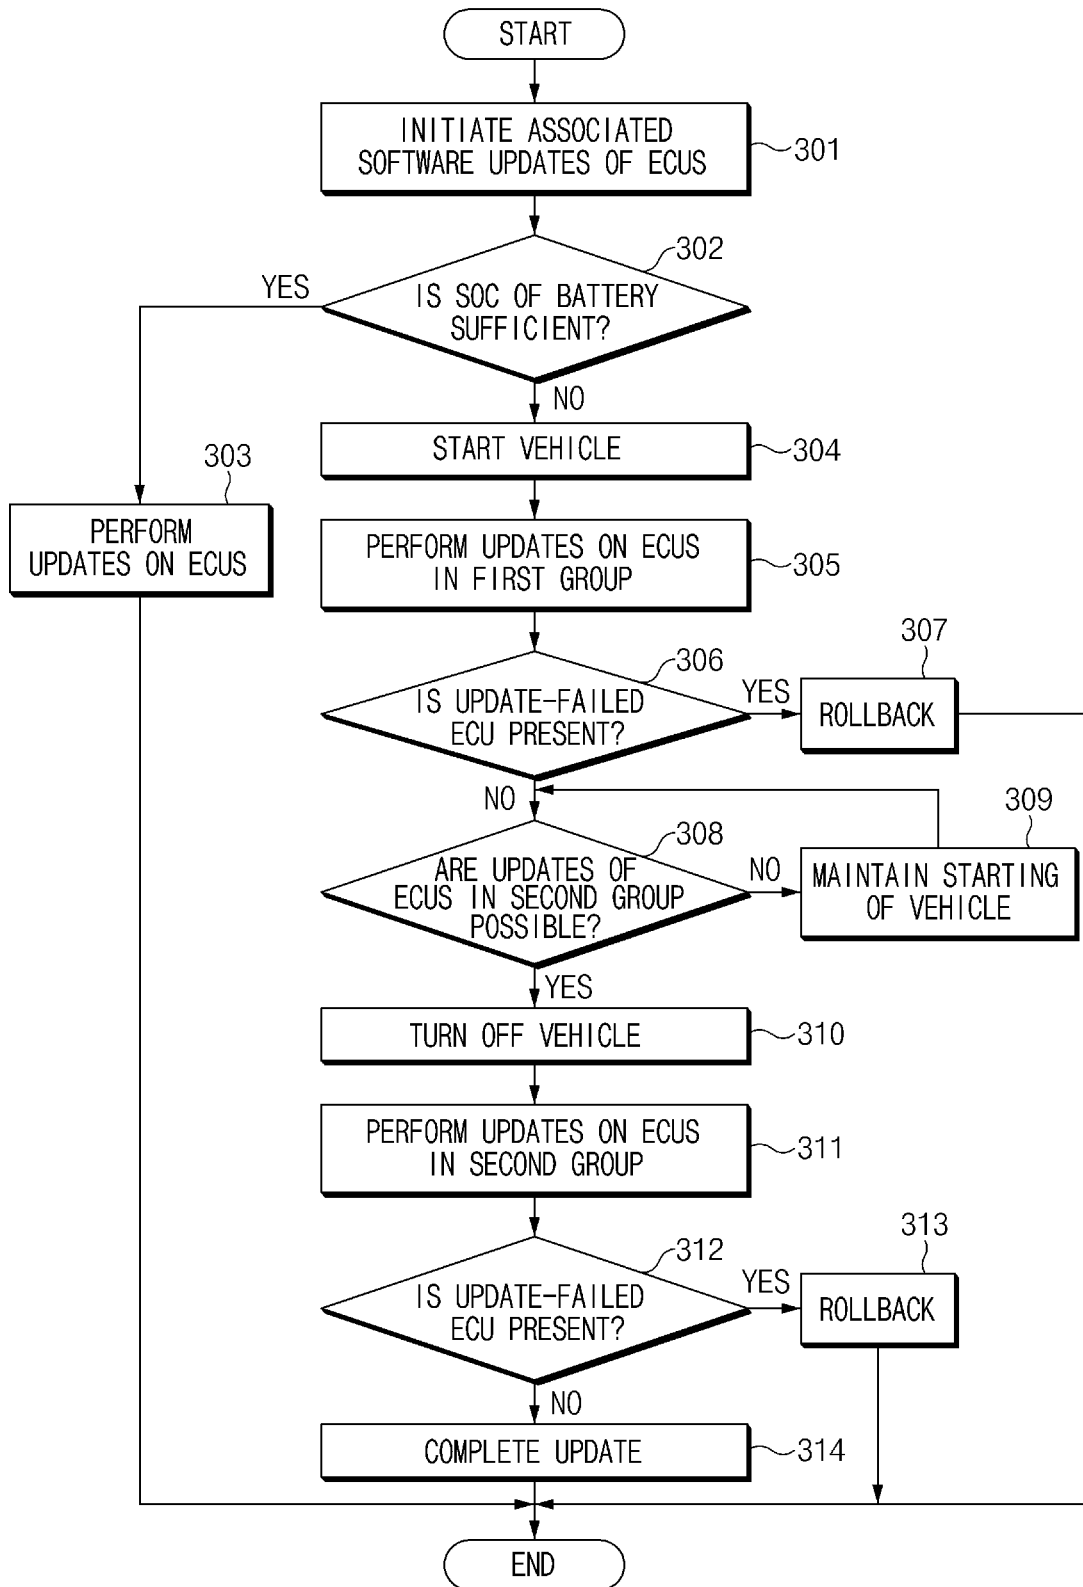 START
INITIATE ASSOCIATED
SOFTWARE UPDATES OF ECUS
301
302
YES
IS SOC OF BATTERY
SUFFICIENT?
NO
START VEHICLE
304
303
PERFORM
UPDATES ON ECUS
PERFORM UPDATES ON ECUS
IN FIRST GROUP
305
306
IS UPDATE-FAILED
ECU PRESENT?
YES
307
ROLLBACK
NO
308
ARE UPDATES OF
ECUS IN SECOND GROUP
POSSIBLE?
NO
309
MAINTAIN STARTING
OF VEHICLE
YES
TURN OFF VEHICLE
310
PERFORM UPDATES ON ECUS
IN SECOND GROUP
311
312
IS UPDATE-FAILED
ECU PRESENT?
YES
313
ROLLBACK
NO
COMPLETE UPDATE
314
END